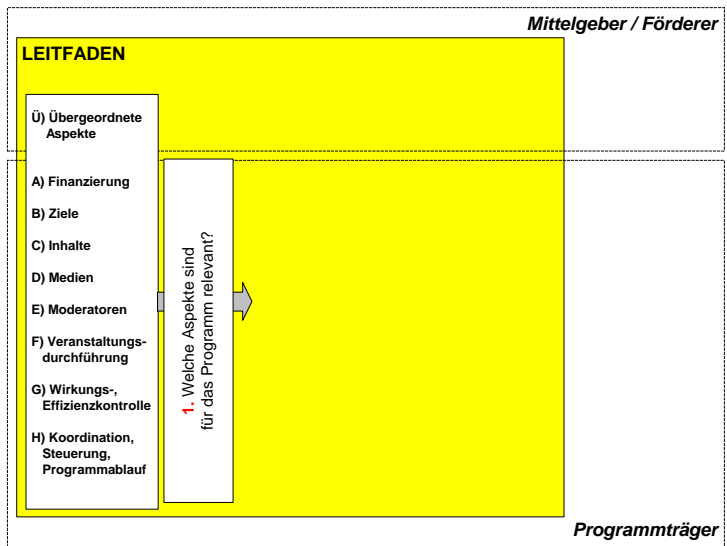 Mittelgeber / Förderer
LEITFADEN
Ü) Übergeordnete
Aspekte
A) Finanzierung
B) Ziele
C) Inhalte
D) Medien
E) Moderatoren
F) Veranstaltungs-
durchführung
G) Wirkungs-,
Effizienzkontrolle
H) Koordination,
Steuerung,
Programmablauf
1. Welche Aspekte sind
für das Programm relevant?
Programmträger